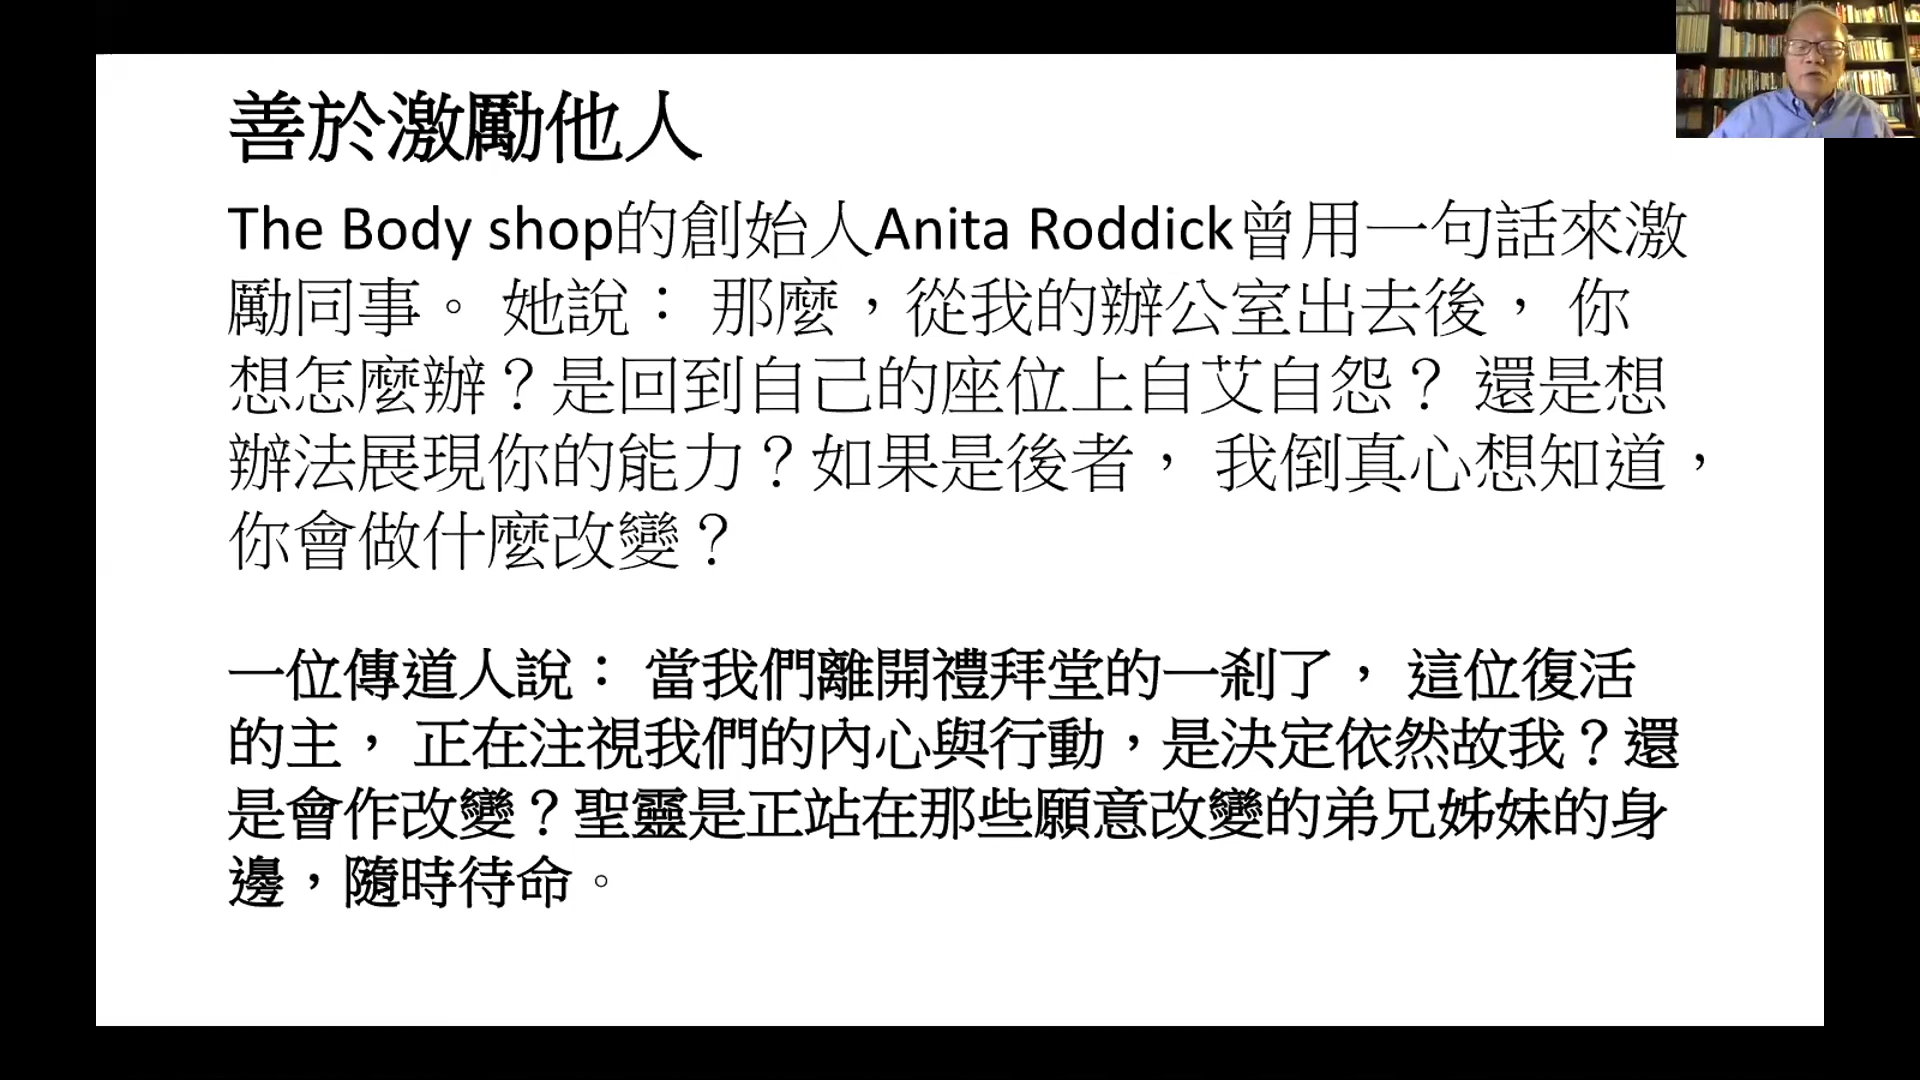 善於激勵他人
The Body shop的創始人Anita Roddick曾用一句話來激
勵同事。 她說： 那麼，從我的辦公室出去後， 你
想怎麼辦？是回到自己的座位上自艾自怨？ 還是想
辦法展現你的能力？如果是後者， 我倒真心想知道，
你會做什麼改變？
一位傳道人說： 當我們離開禮拜堂的一剎了， 這位復活
的主， 正在注視我們的內心與行動，是決定依然故我？還
是會作改變？聖靈是正站在那些願意改變的弟兄姊妹的身
邊，隨時待命。